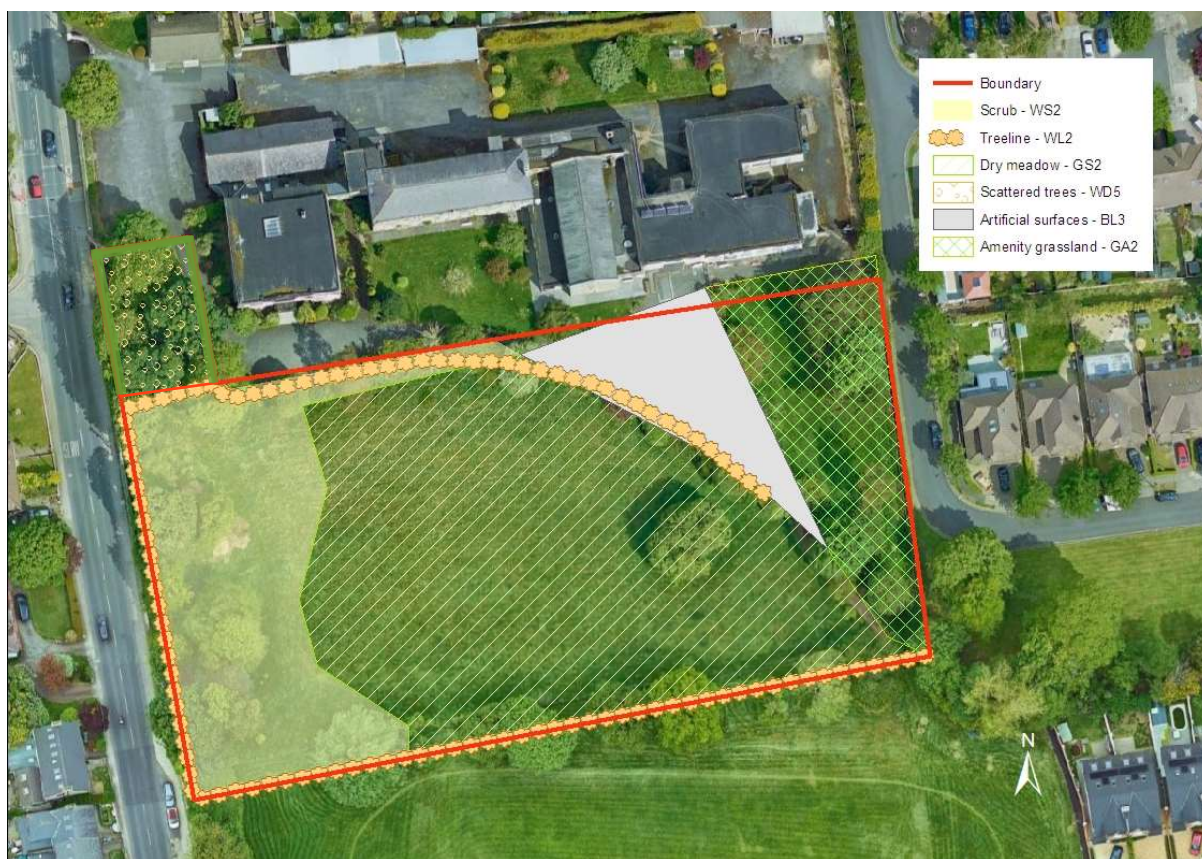 Boundary
Scrub - WS2
Treeline - WL2
Dry meadow - GS2
Scattered trees - WD5
Artificial surfaces - BL3
Amenity grassland - GA2
N